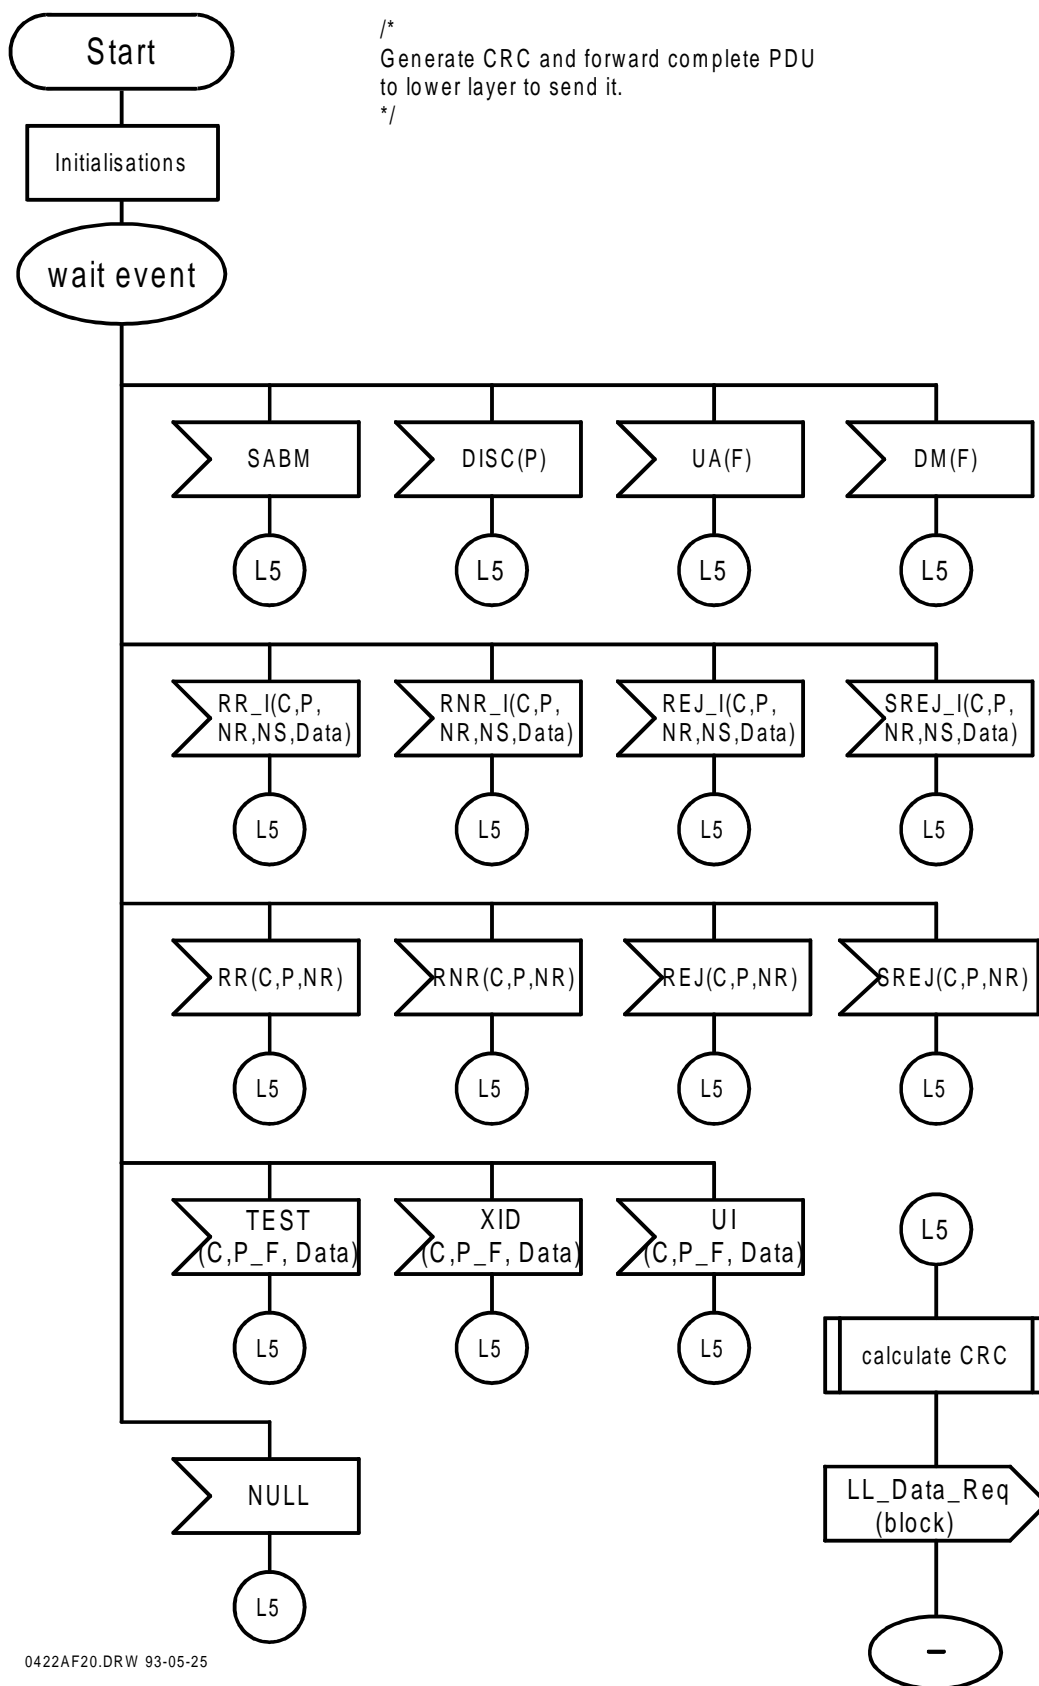 Start
/*
Generate CRC and forward complete PDU
to lower layer to send it.
*/
Initialisations
wait event
SABM
DISC(P)
UA(F)
DM(F)
L5
L5
L5
L5
RR_I(C,P,
NR,NS,Data)
RNR_I(C,P,
NR,NS,Data)
REJ_I(C,P,
NR,NS,Data)
SREJ_I(C,P,
NR,NS,Data)
L5
L5
L5
L5
RR(C,P,NR)
RNR(C,P,NR)
REJ(C,P,NR)
SREJ(C,P,NR)
L5
L5
L5
L5
TEST
(C,P_F, Data)
XID
(C,P_F, Data)
UI
(C,P_F, Data)
L5
L5
L5
L5
calculate CRC
LL_Data_Req
(block)
–
NULL
L5
0422AF20.DRW 93-05-25